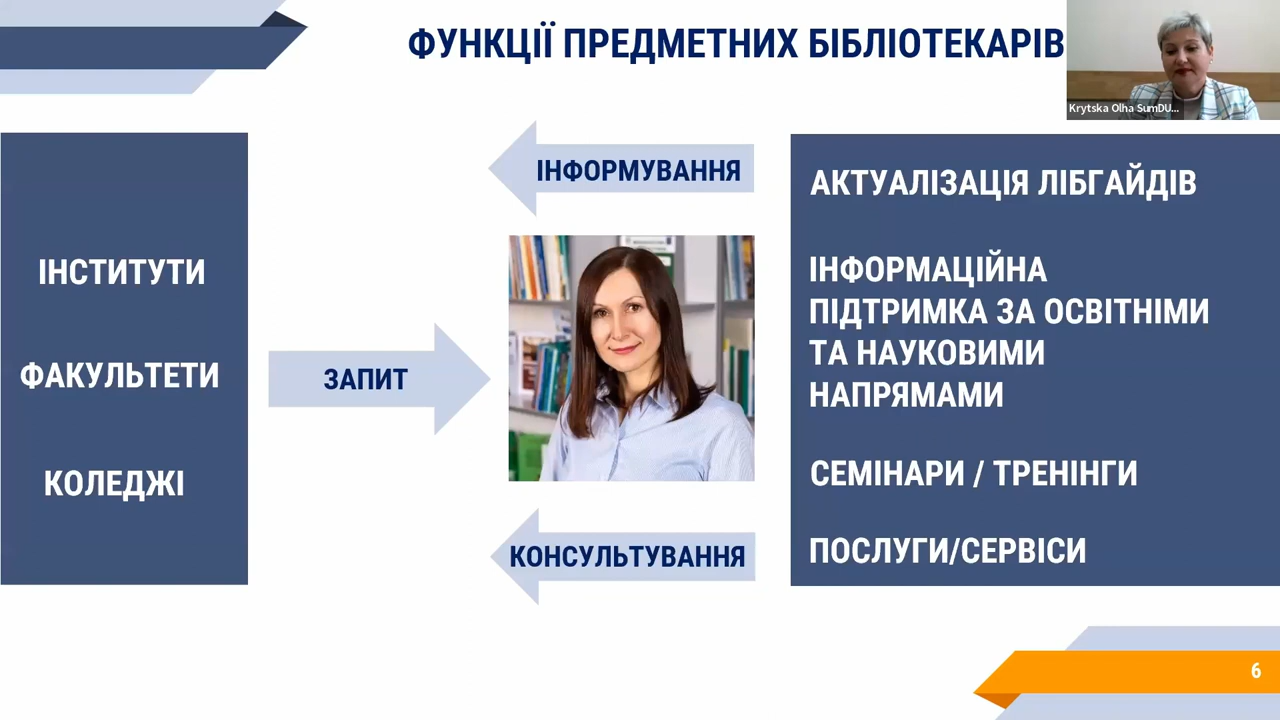 ФУНКЦІЇ ПРЕДМЕТНИХ БІБЛІОТЕКАРІВ
Krytska Olha SumDU...
ІНСТИТУТИ
ФАКУЛЬТЕТИ
КОЛЕДЖІ
ЗАПИТ
ІНФОРМУВАННЯ
КОНСУЛЬТУВАННЯ
АКТУАЛІЗАЦІЯ ЛІБГАЙДІВ
ІНФОРМАЦІЙНА
ПІДТРИМКА ЗА ОСВІТНІМИ
ТА НАУКОВИМИ
НАПРЯМАМИ
СЕМІНАРИ / ТРЕНІНГИ
ПОСЛУГИ/СЕРВІСИ
6